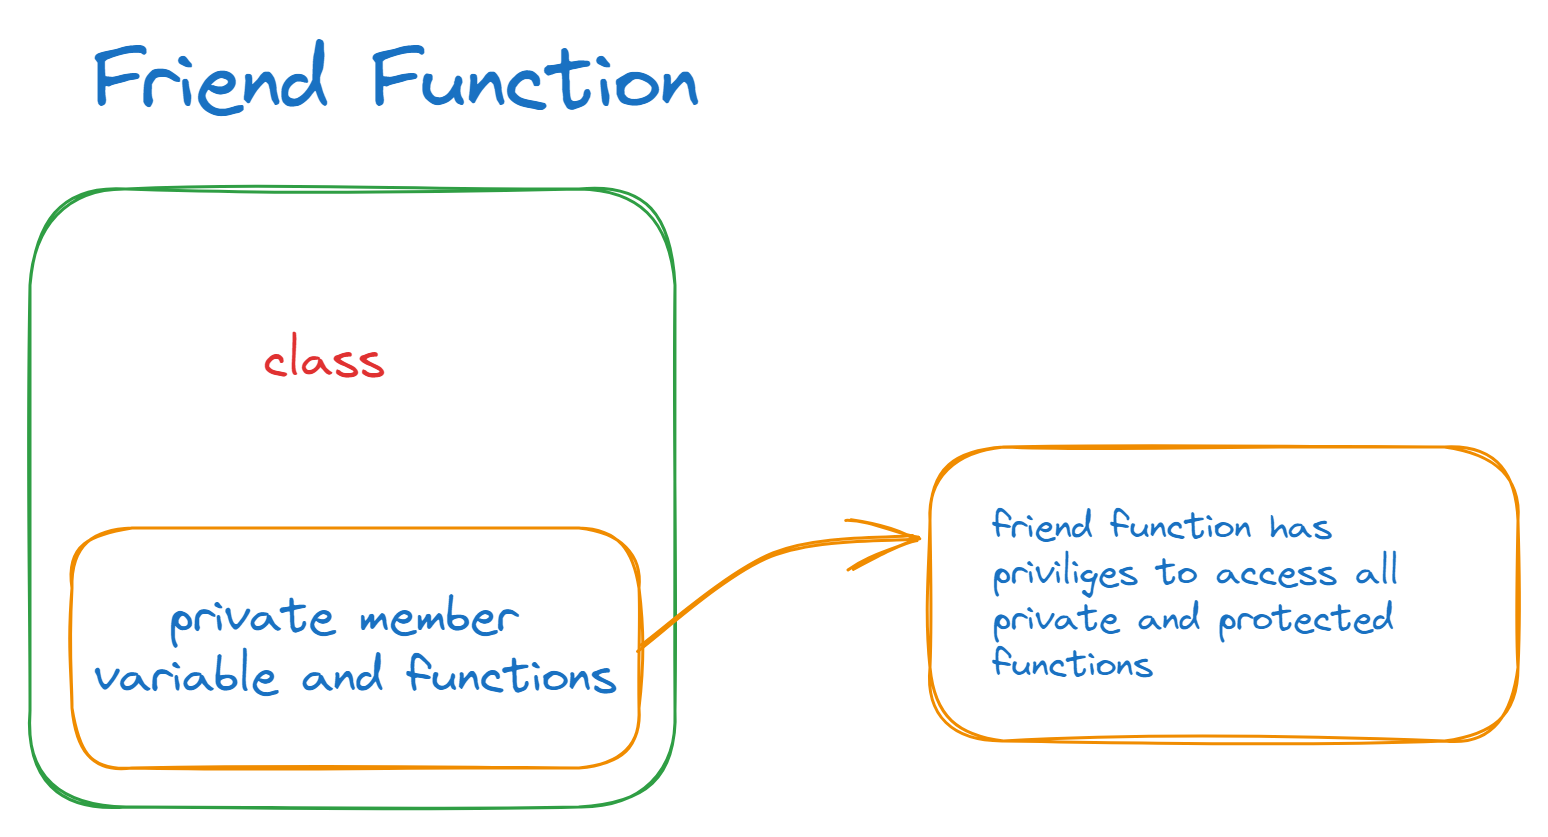 Friend Function
class
private member
variable and functions
friend function has
priviliges to access all
private and protected
functions